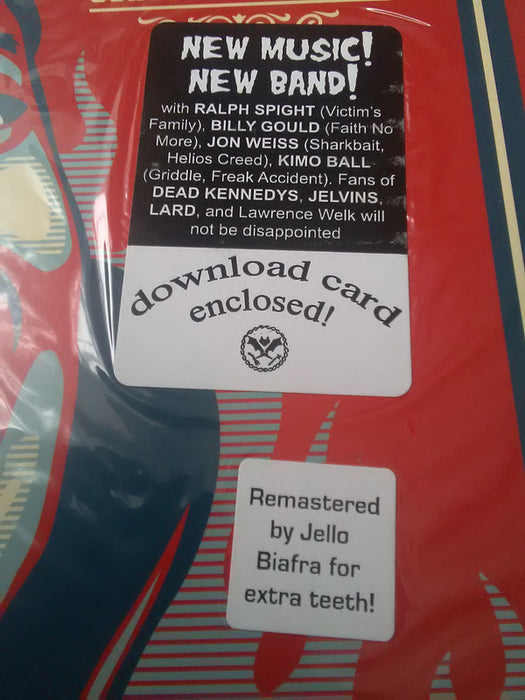 NEW MUSIC!
NEW BAND!
with RALPH SPIGHT (Victim's
Family), BILLY GOULD (Faith No
More), JON WEISS (Sharkbait,
Helios Creed), KIMO BALL
(Griddle, Freak Accident). Fans of
DEAD KENNEDYS, JELVINS,
LARD, and Lawrence Welk will
not be disappointed
download card
enclosed!
Remastered
by Jello
Biafra for
extra teeth!